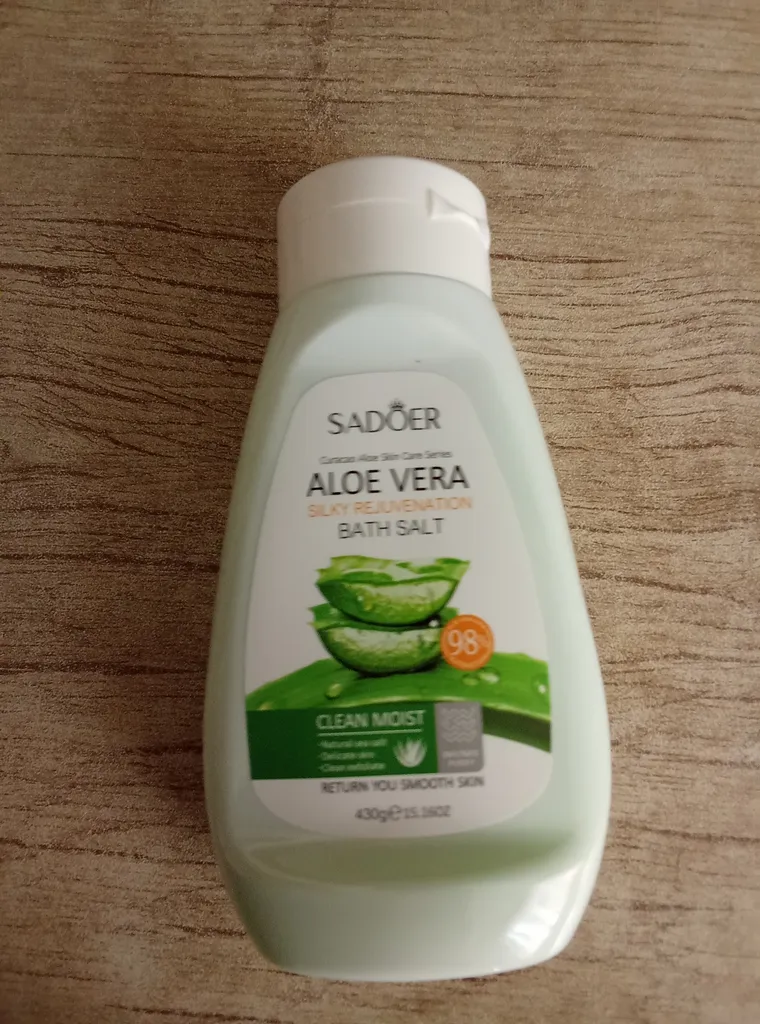 SADOER
Curacao Aloe Skin Care Series
ALOE VERA
SILKY REJUVENATION
BATH SALT
98%
CLEAN MOIST
·Natural sea salt
·Delicate skin
·Clean exfoliate
RETURN YOU SMOOTH SKIN
430g℮15.16OZ